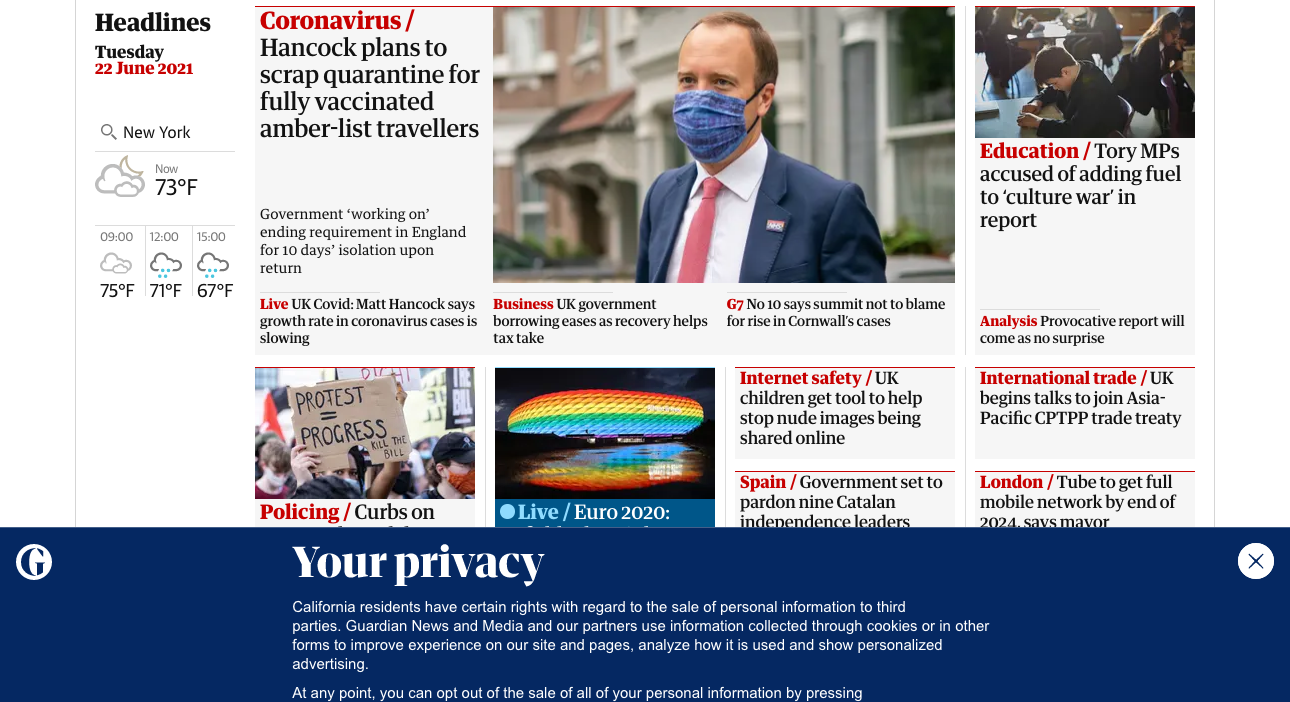 Headlines
Tuesday
22 June 2021
New York
Now
73°F
09:00
12:00
15:00
75°F
71°F
67°F
Coronavirus /
Hancock plans to
scrap quarantine for
fully vaccinated
amber-list travellers
Government ‘working on’
ending requirement in England
for 10 days’ isolation upon
return
NHS
Live UK Covid: Matt Hancock says
growth rate in coronavirus cases is
slowing
Business UK government
borrowing eases as recovery helps
tax take
G7 No 10 says summit not to blame
for rise in Cornwall’s cases
Education / Tory MPs
accused of adding fuel
to ‘culture war’ in
report
Analysis Provocative report will
come as no surprise
PROTEST
=
PROGRESS
KILL THE
BILL
Policing / Curbs on
Live / Euro 2020:
Internet safety / UK
children get tool to help
stop nude images being
shared online
International trade / UK
begins talks to join Asia-
Pacific CPTPP trade treaty
Spain / Government set to
pardon nine Catalan
independence leaders
London / Tube to get full
mobile network by end of
2024, says mayor
G
Your privacy
California residents have certain rights with regard to the sale of personal information to third
parties. Guardian News and Media and our partners use information collected through cookies or in other
forms to improve experience on our site and pages, analyze how it is used and show personalized
advertising.
At any point, you can opt out of the sale of all of your personal information by pressing